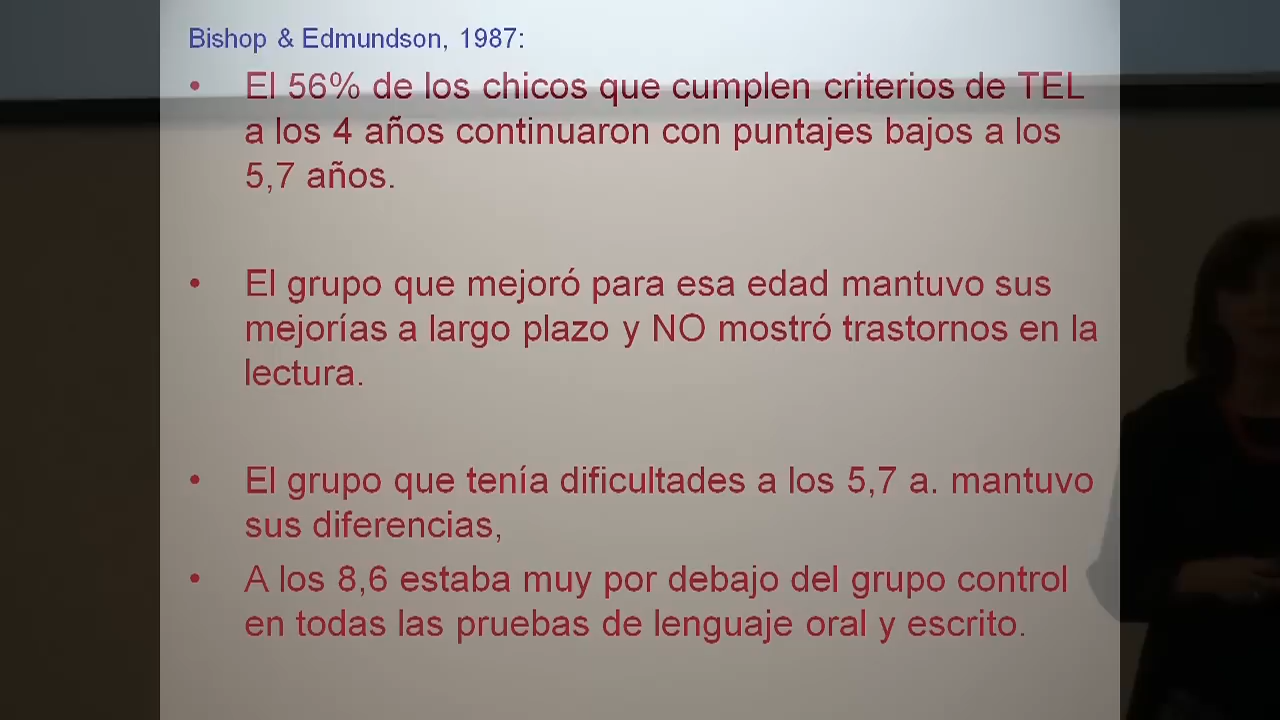 Bishop & Edmundson, 1987:
• El 56% de los chicos que cumplen criterios de TEL
a los 4 años continuaron con puntajes bajos a los
5,7 años.
• El grupo que mejoró para esa edad mantuvo sus
mejorías a largo plazo y NO mostró trastornos en la
lectura.
• El grupo que tenía dificultades a los 5,7 a. mantuvo
sus diferencias,
• A los 8,6 estaba muy por debajo del grupo control
en todas las pruebas de lenguaje oral y escrito.